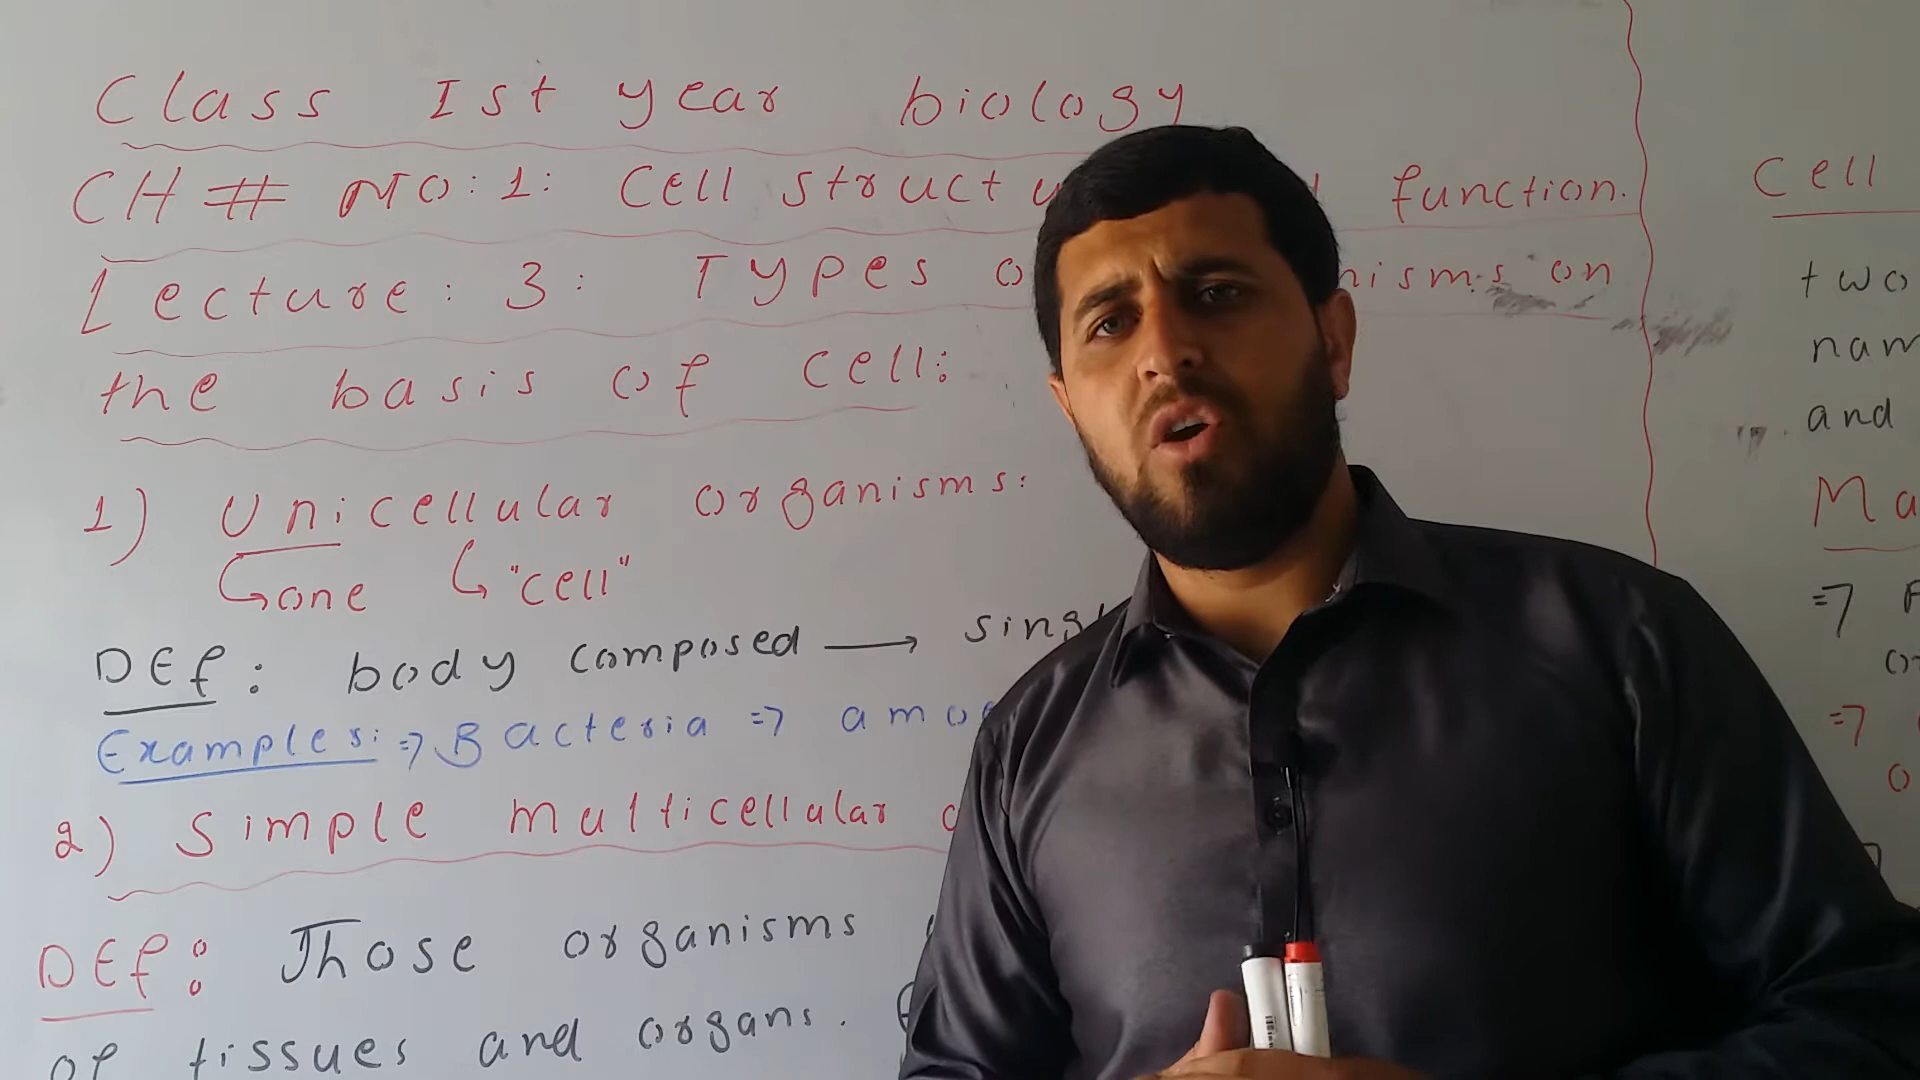 Class Ist year biology
CH # NO:1: Cell structu function.
Lecture: 3: Types o nisms on
the basis of cell:
1) Unicellular organisms:
↳one ↳"cell"
DEf: body composed → sing
Examples: => Bacteria => amoe
2) Simple multicellular o
DEf: Those organisms
of tissues and organs.
Cell
two
nam
and
Ma
=>
=>